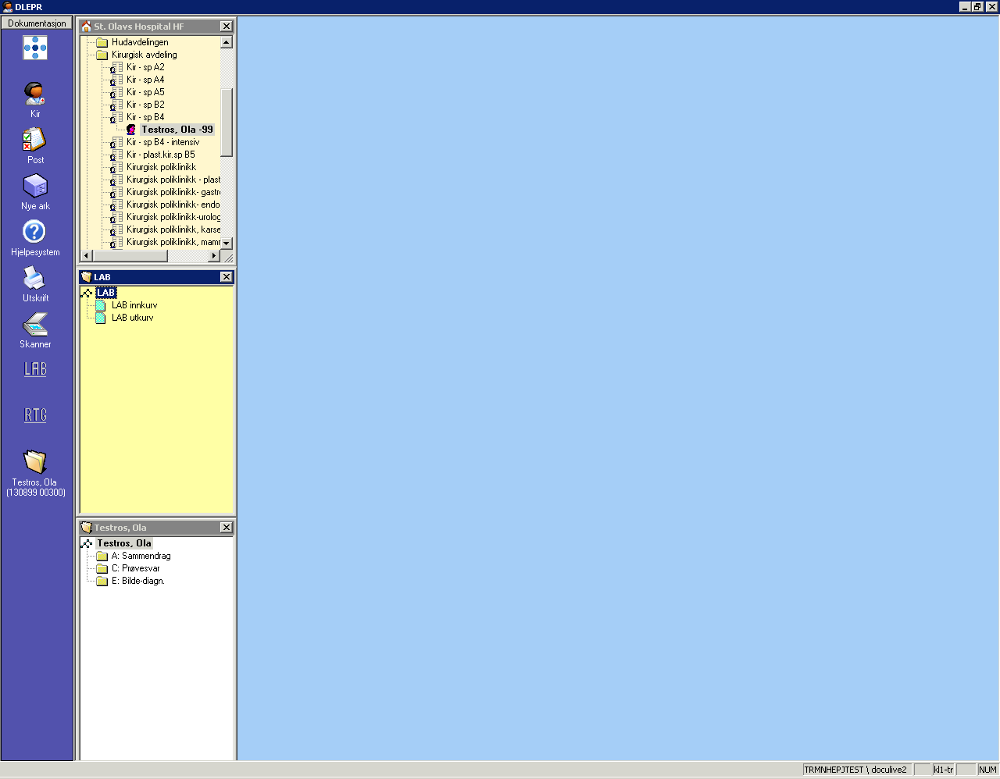 DLEPR
Dokumentasjon
Kir
Post
Nye ark
Hjelpesystem
Utskrift
Skanner
LAB
RTG
Testros, Ola
(130899 00300)
St. Olavs Hospital HF
Hudavdelingen
Kirurgisk avdeling
Kir - sp A2
Kir - sp A4
Kir - sp A5
Kir - sp B2
Kir - sp B4
Testros, Ola -99
Kir - sp B4 - intensiv
Kir - plast.kir.sp B5
Kirurgisk poliklinikk
Kirurgisk poliklinikk - plast
Kirurgisk poliklinikk- gastr
Kirurgisk poliklinikk- endo
Kirurgisk poliklinikk-urolog
Kirurgisk poliklinikk, karse
Kirurgisk poliklinikk, mamm
LAB
LAB
LAB innkurv
LAB utkurv
Testros, Ola
Testros, Ola
A: Sammendrag
C: Prøvesvar
E: Bilde-diagn.
TRMNHEPJTEST \ doculive2
kl1-tr
NUM